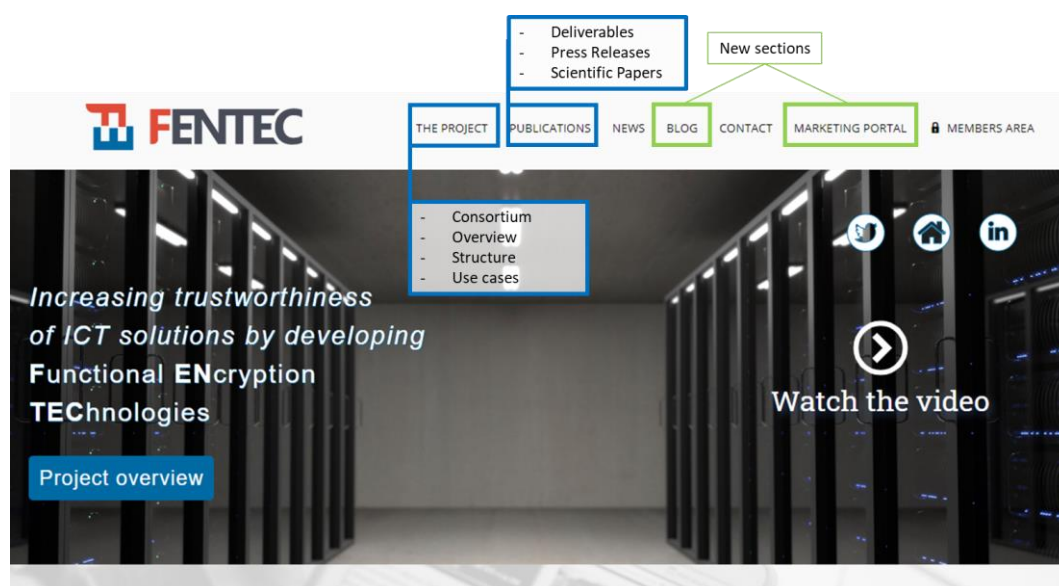 - Deliverables
- Press Releases
- Scientific Papers
New sections
FENTEC
THE PROJECT PUBLICATIONS NEWS BLOG CONTACT MARKETING PORTAL MEMBERS AREA
- Consortium
- Overview
- Structure
- Use cases
in
Increasing trustworthiness
of ICT solutions by developing
Functional ENcryption
TEChnologies
Watch the video
Project overview